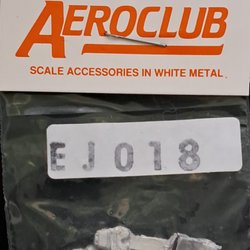 AEROCLUB
SCALE ACCESSORIES IN WHITE METAL
EJ018